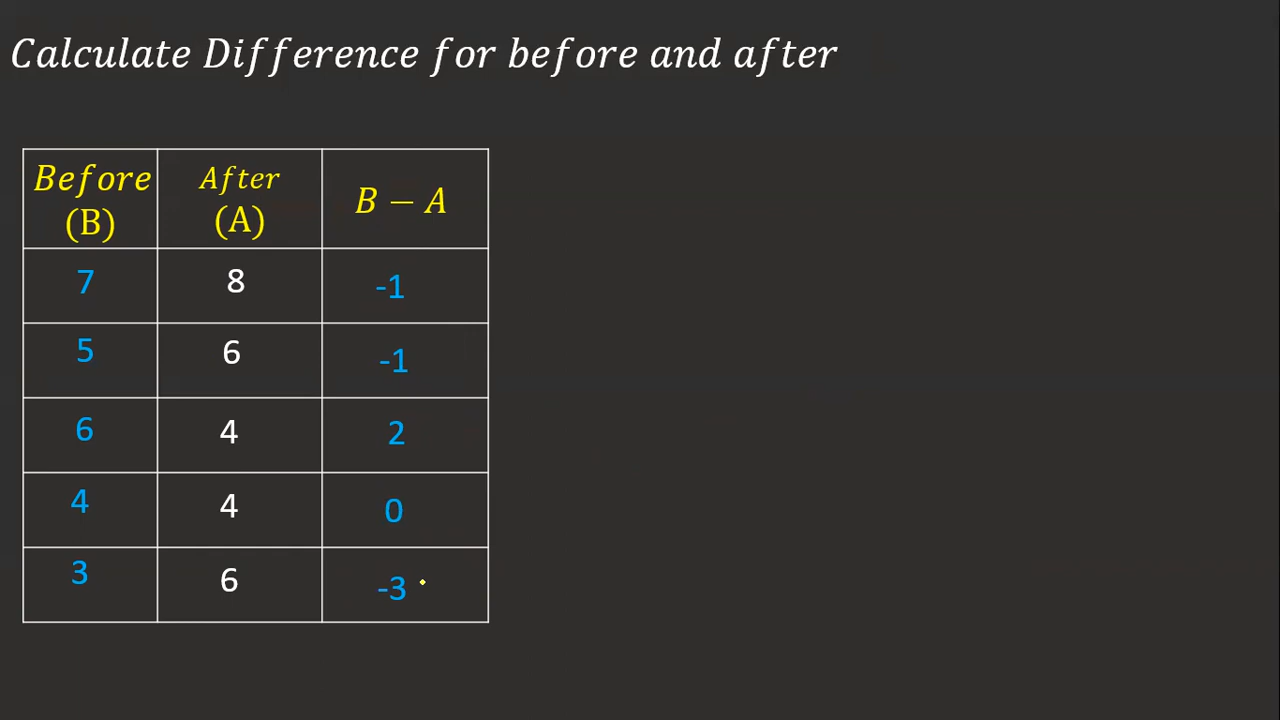 Calculate Difference for before and after
Before (B) After (A) B − A
7 8 -1
5 6 -1
6 4 2
4 4 0
3 6 -3